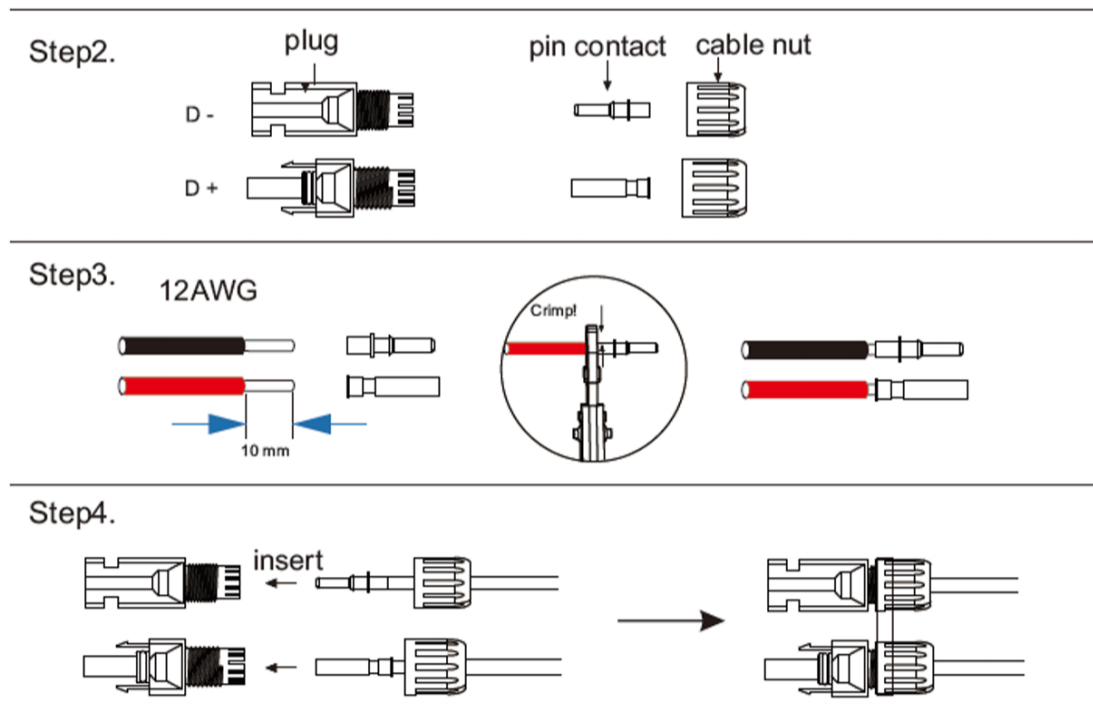 Step2.
plug
pin contact
cable nut
D -
D +
Step3.
12AWG
Crimp!
10 mm
Step4.
insert